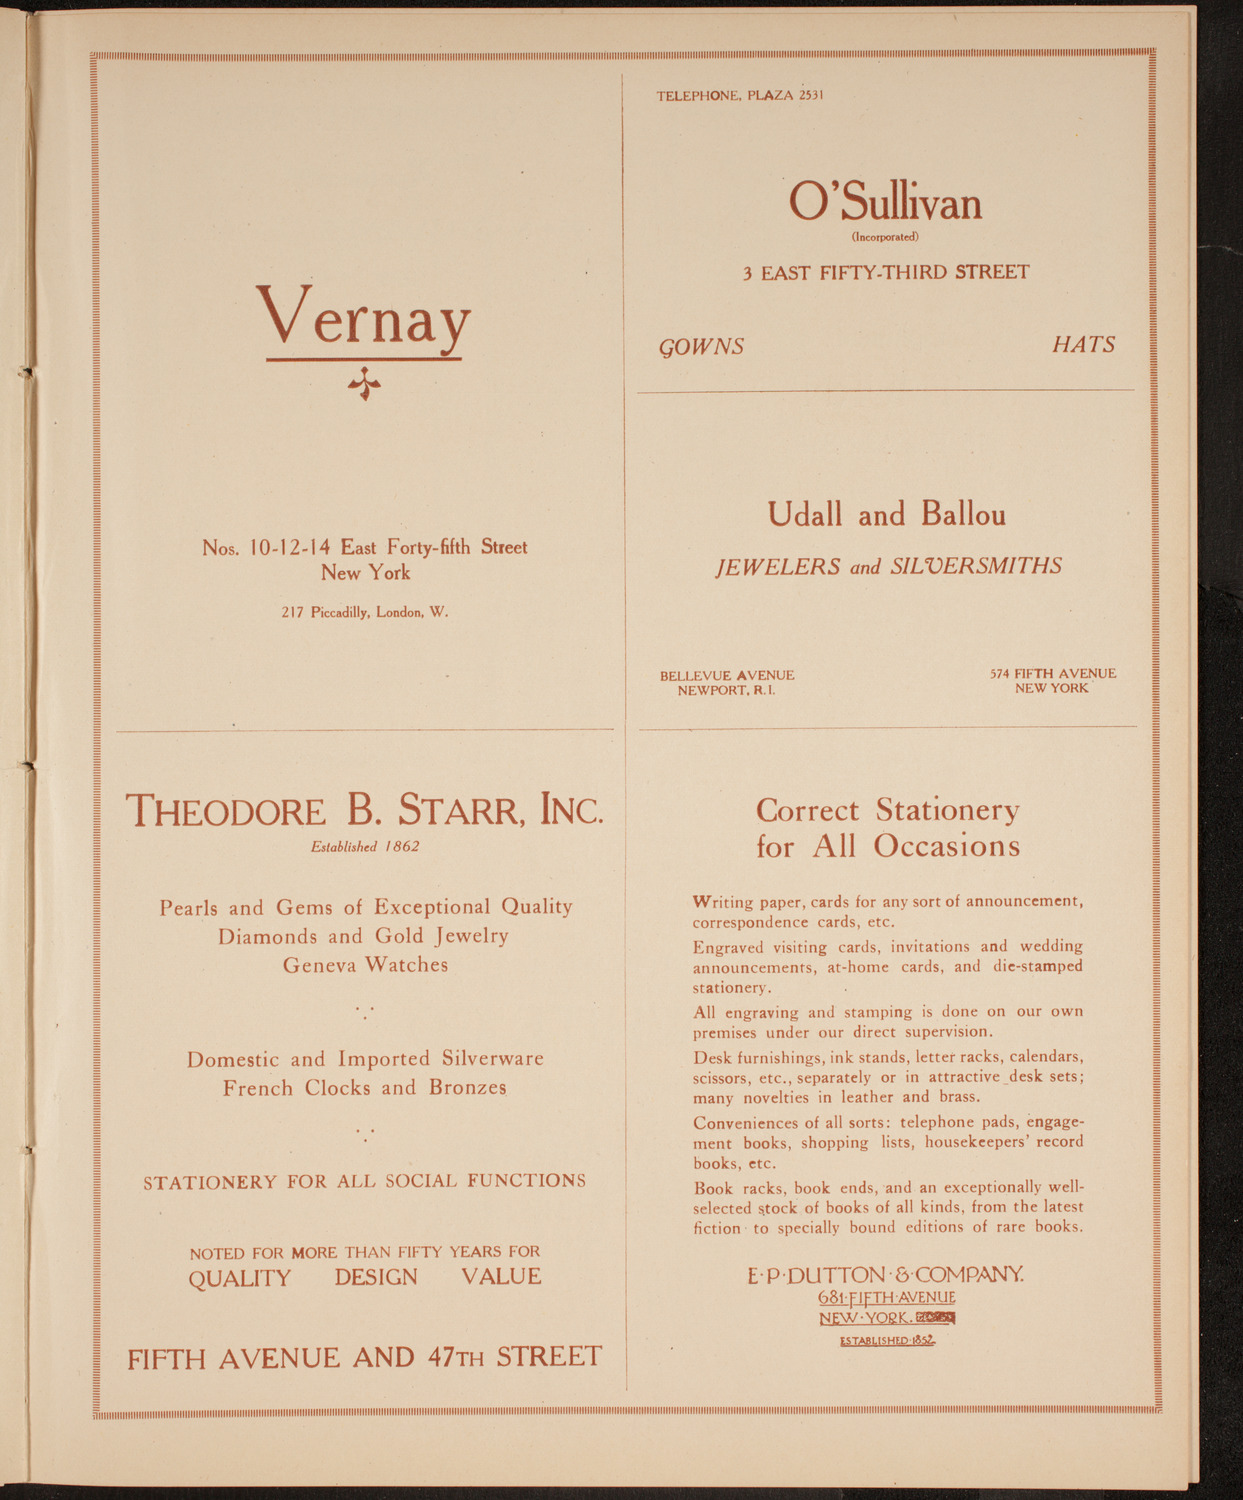 Vernay
Nos. 10-12-14 East Forty-fifth Street
New York
217 Piccadilly, London, W.
TELEPHONE, PLAZA 2531
O'Sullivan
(Incorporated)
3 EAST FIFTY-THIRD STREET
GOWNS HATS
Udall and Ballou
JEWELERS and SILVERSMITHS
BELLEVUE AVENUE
NEWPORT, R.I.
574 FIFTH AVENUE
NEW YORK
THEODORE B. STARR, INC.
Established 1862
Pearls and Gems of Exceptional Quality
Diamonds and Gold Jewelry
Geneva Watches
Domestic and Imported Silverware
French Clocks and Bronzes
STATIONERY FOR ALL SOCIAL FUNCTIONS
NOTED FOR MORE THAN FIFTY YEARS FOR
QUALITY DESIGN VALUE
FIFTH AVENUE AND 47TH STREET
Correct Stationery
for All Occasions
Writing paper, cards for any sort of announcement,
correspondence cards, etc.
Engraved visiting cards, invitations and wedding
announcements, at-home cards, and die-stamped
stationery.
All engraving and stamping is done on our own
premises under our direct supervision.
Desk furnishings, ink stands, letter racks, calendars,
scissors, etc., separately or in attractive desk sets;
many novelties in leather and brass.
Conveniences of all sorts: telephone pads, engage-
ment books, shopping lists, housekeepers' record
books, etc.
Book racks, book ends, and an exceptionally well-
selected stock of books of all kinds, from the latest
fiction to specially bound editions of rare books.
E·P·DUTTON·&·COMPANY.
681·FIFTH·AVENUE
NEW·YORK.
ESTABLISHED·1852